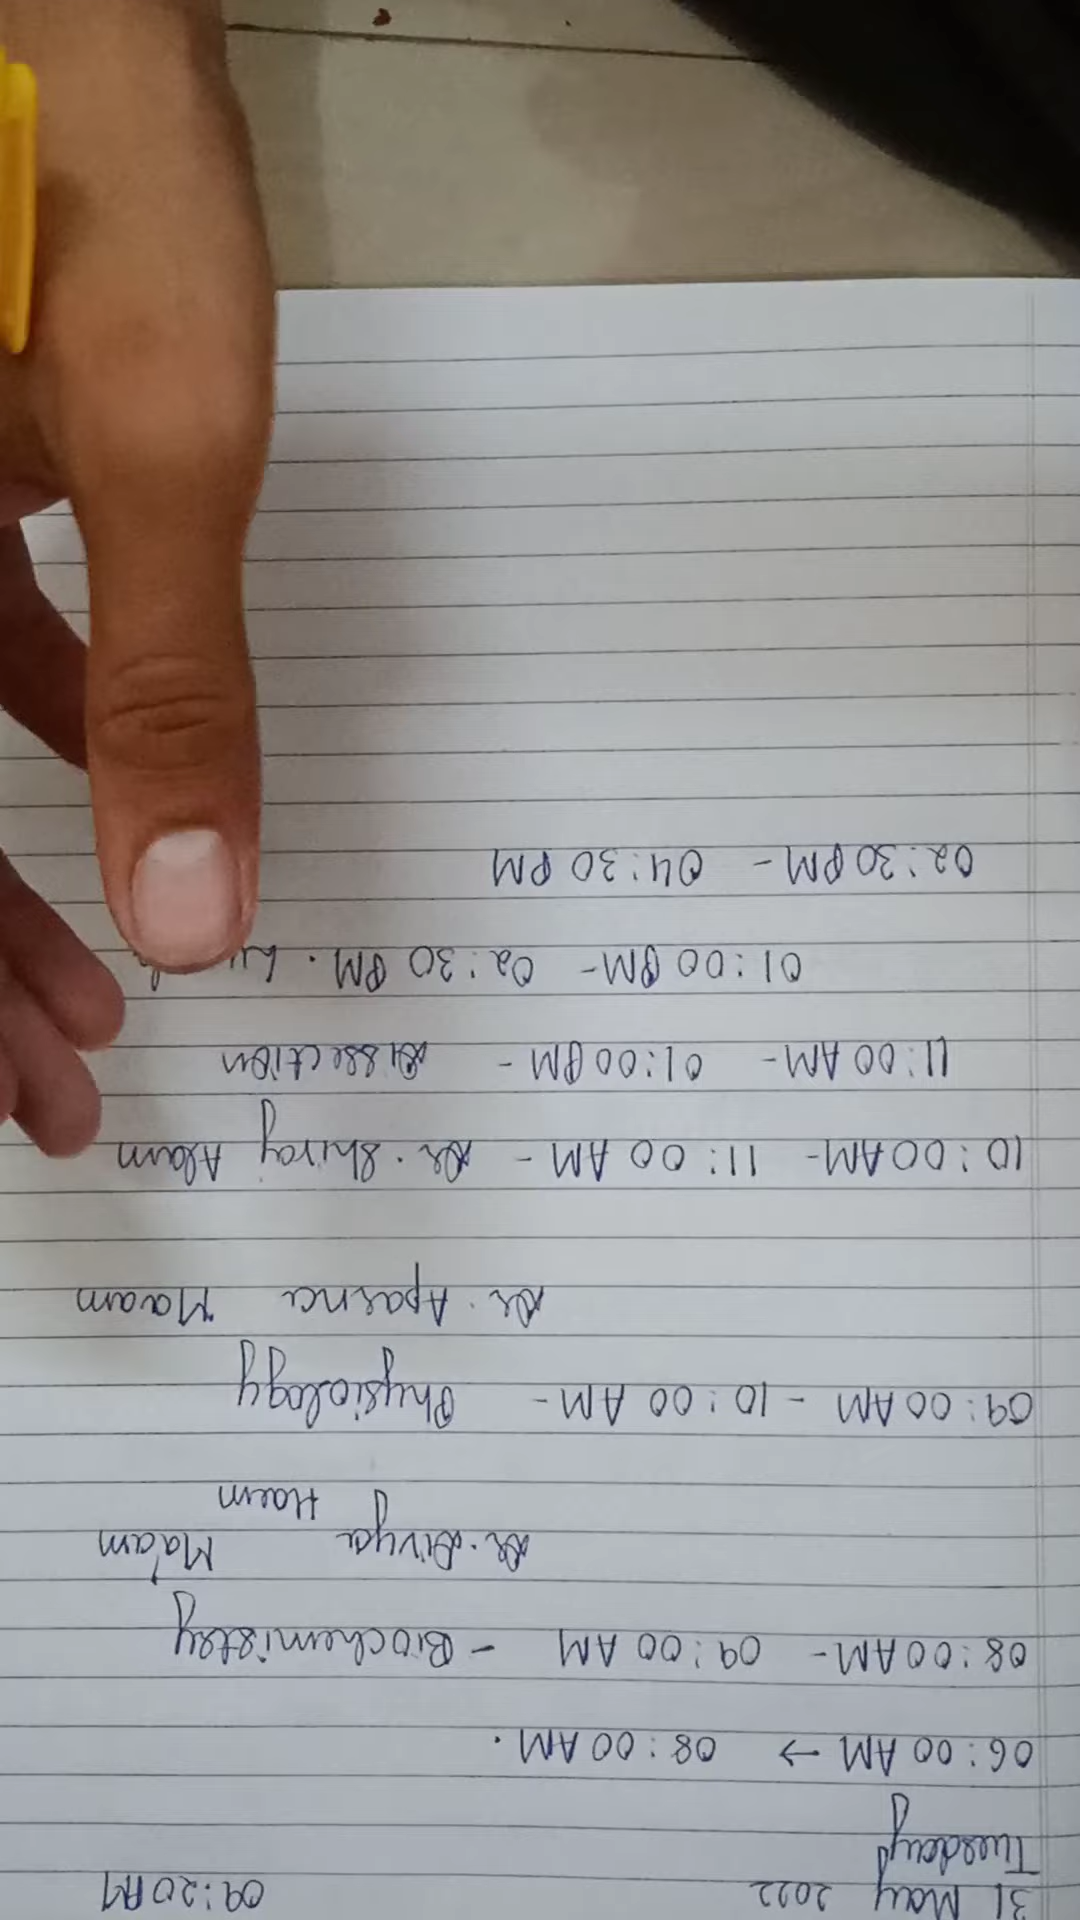 31 May 2022 09:20 AM
Tuesday
06:00 AM → 08:00 AM.
08:00 AM - 09:00 AM - Biochemistry
Dr. Divya Ma'am
Haem
09:00 AM - 10:00 AM - Physiology
Dr. Aparna Ma'am
10:00 AM - 11:00 AM - Dr. Shiraj Alam
11:00 AM - 01:00 PM - Dissection
01:00 PM - 02:30 PM.
02:30 PM - 04:30 PM